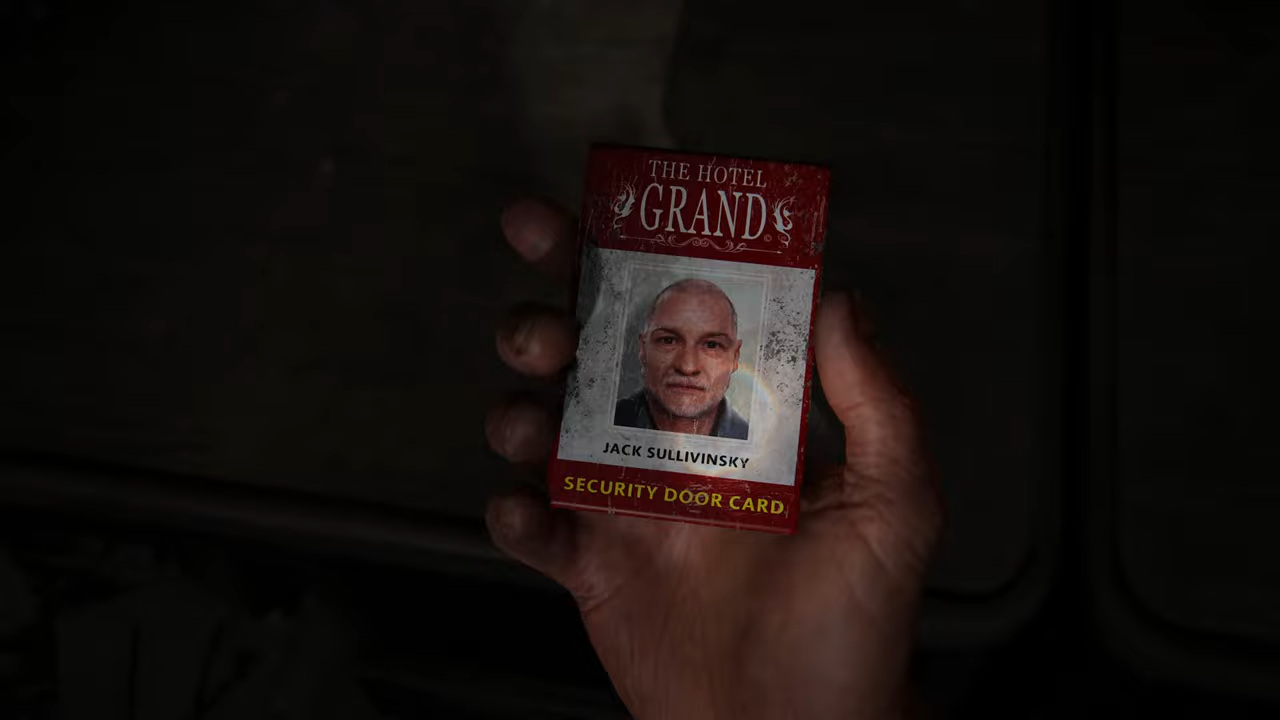 THE HOTEL
GRAND
©
JACK SULLIVINSKY
SECURITY DOOR CARD